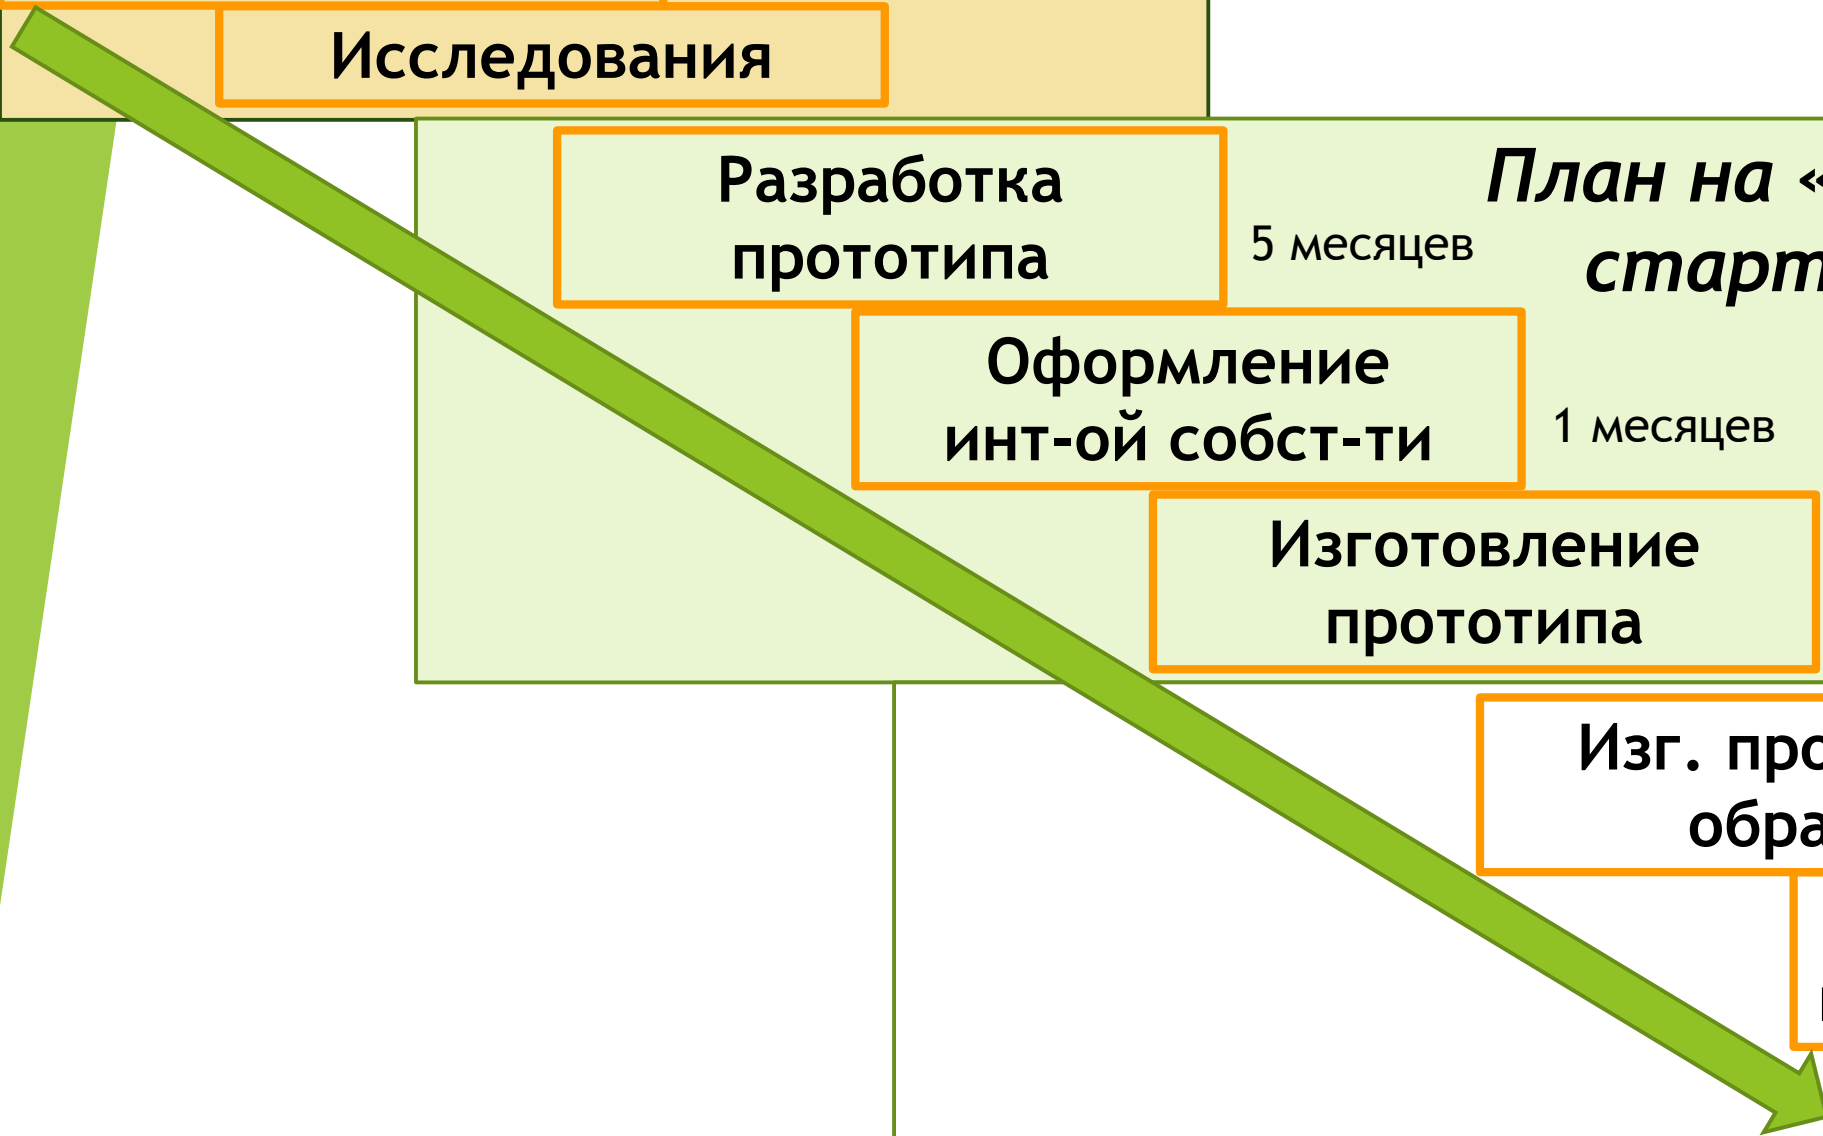 Исследования
Разработка
прототипа
5 месяцев
План на «
старт
Оформление
инт-ой собст-ти
1 месяцев
Изготовление
прототипа
Изг. про
обра